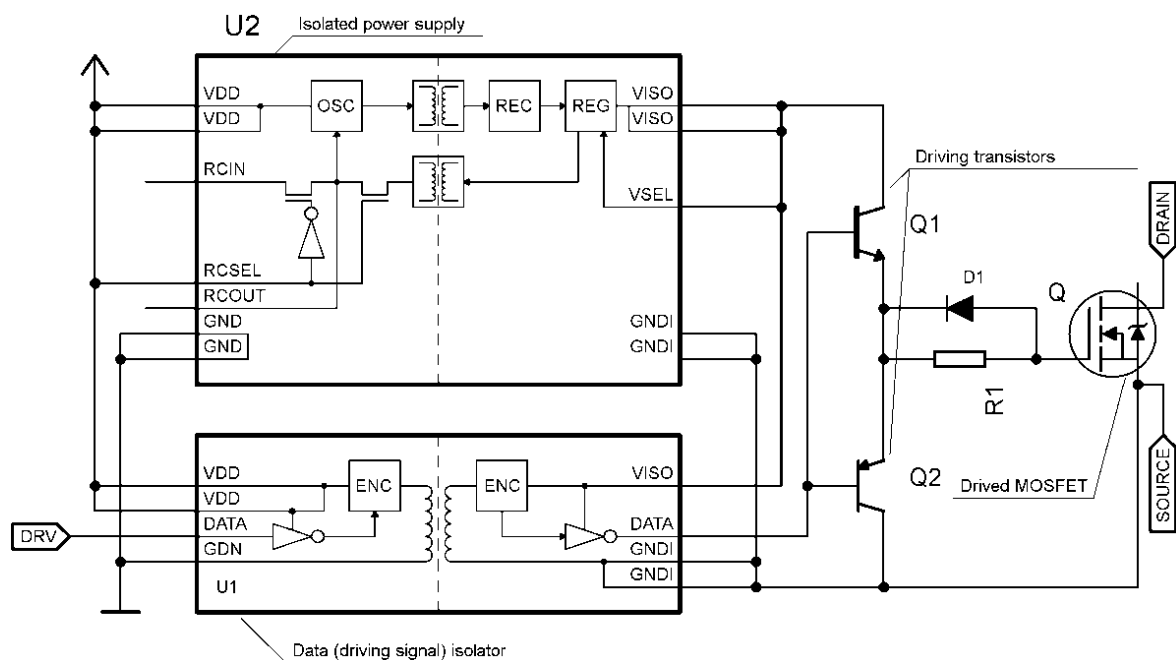 U2
Isolated power supply
VDD
VDD
OSC
REC
REG
VISO
VISO
RCIN
VSEL
RCSEL
RCOUT
GND
GND
GNDI
GNDI
Driving transistors
Q1
D1
Q
DRAIN
R1
Q2
Drived MOSFET
SOURCE
VDD
VDD
ENC
ENC
VISO
DRV
DATA
GDN
DATA
GNDI
GNDI
U1
Data (driving signal) isolator